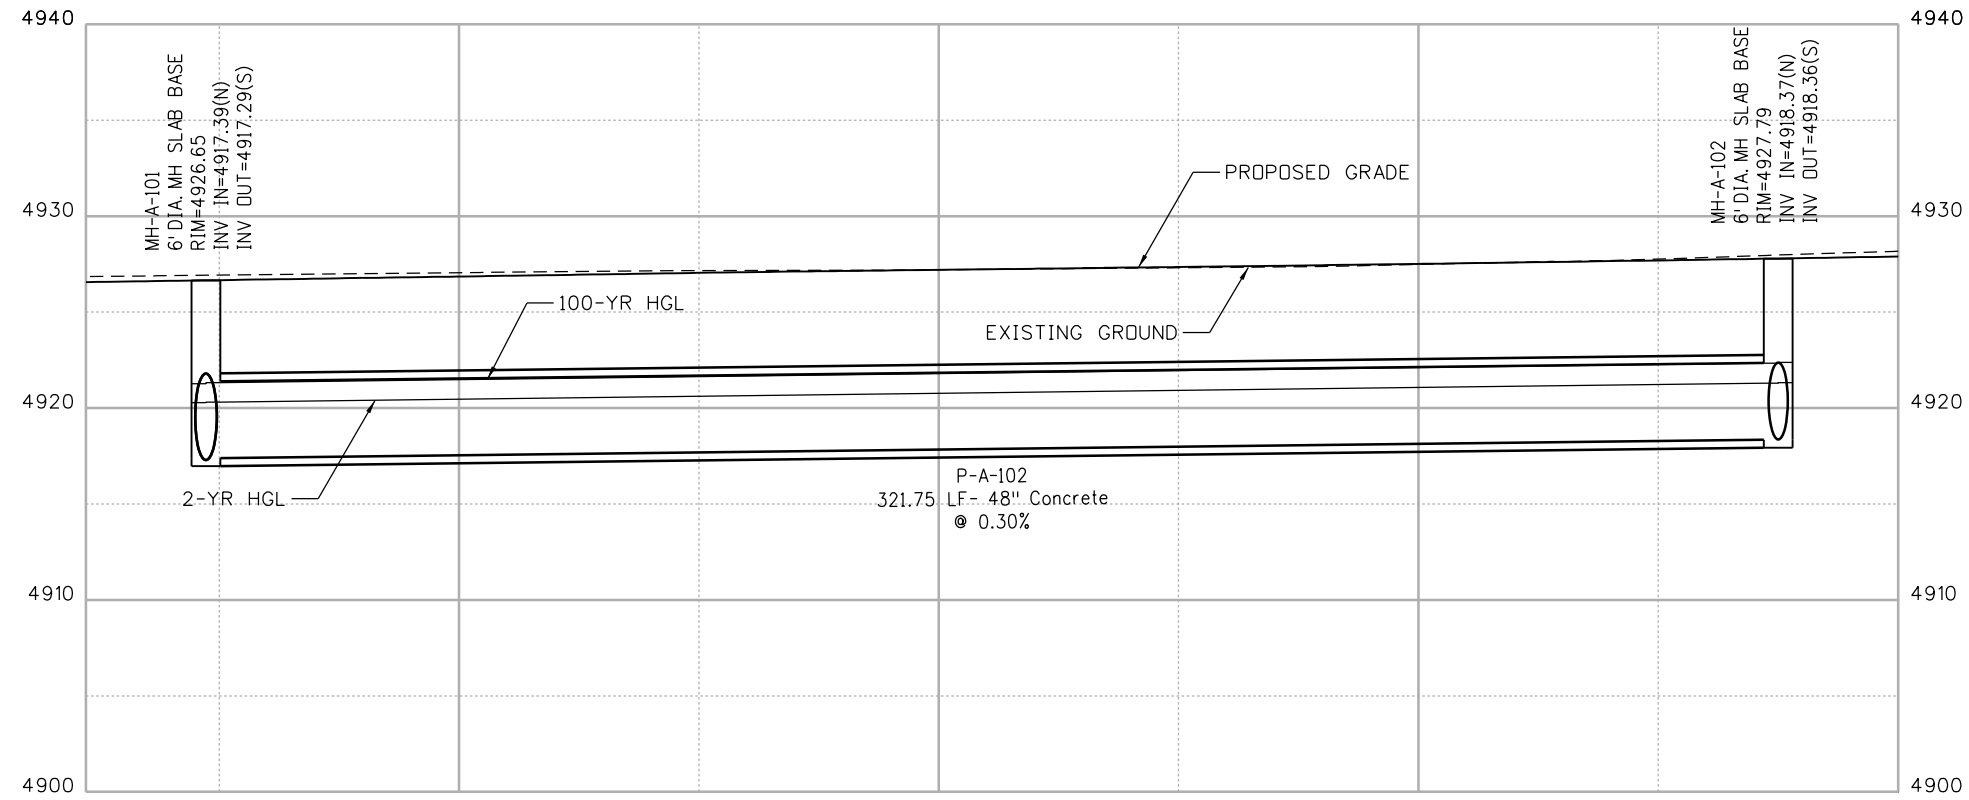 4940
4940
MH-A-101
6' DIA. MH SLAB BASE
RIM=4926.65
INV IN=4917.39(N)
INV OUT=4917.29(S)
MH-A-102
6' DIA. MH SLAB BASE
RIM=4927.79
INV IN=4918.37(N)
INV OUT=4918.36(S)
PROPOSED GRADE
4930
4930
100-YR HGL
EXISTING GROUND
4920
4920
2-YR HGL
P-A-102
321.75 LF- 48" Concrete
@ 0.30%
4910
4910
4900
4900